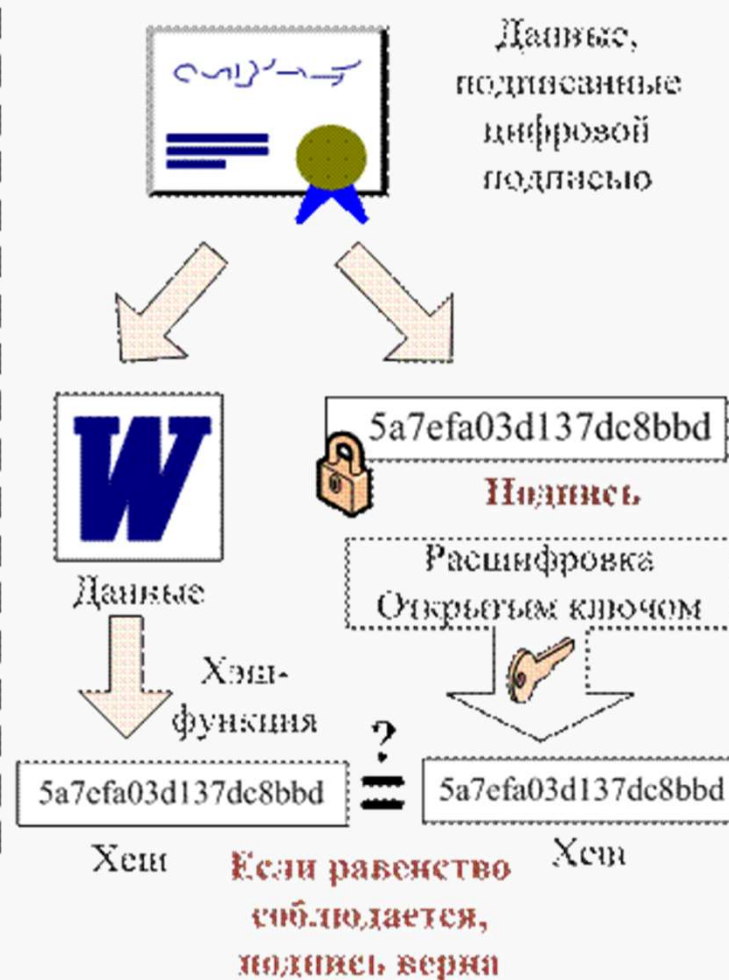 Данные,
подписанные
цифровой
подписью
W
5a7efa03d137dc8bbd
Подпись
Данные
Расшифровка
Открытым ключом
Хэш-
функция
?
=
5a7efa03d137dc8bbd
5a7efa03d137dc8bbd
Хеш
Хеш
Если равенство
соблюдается,
подпись верна